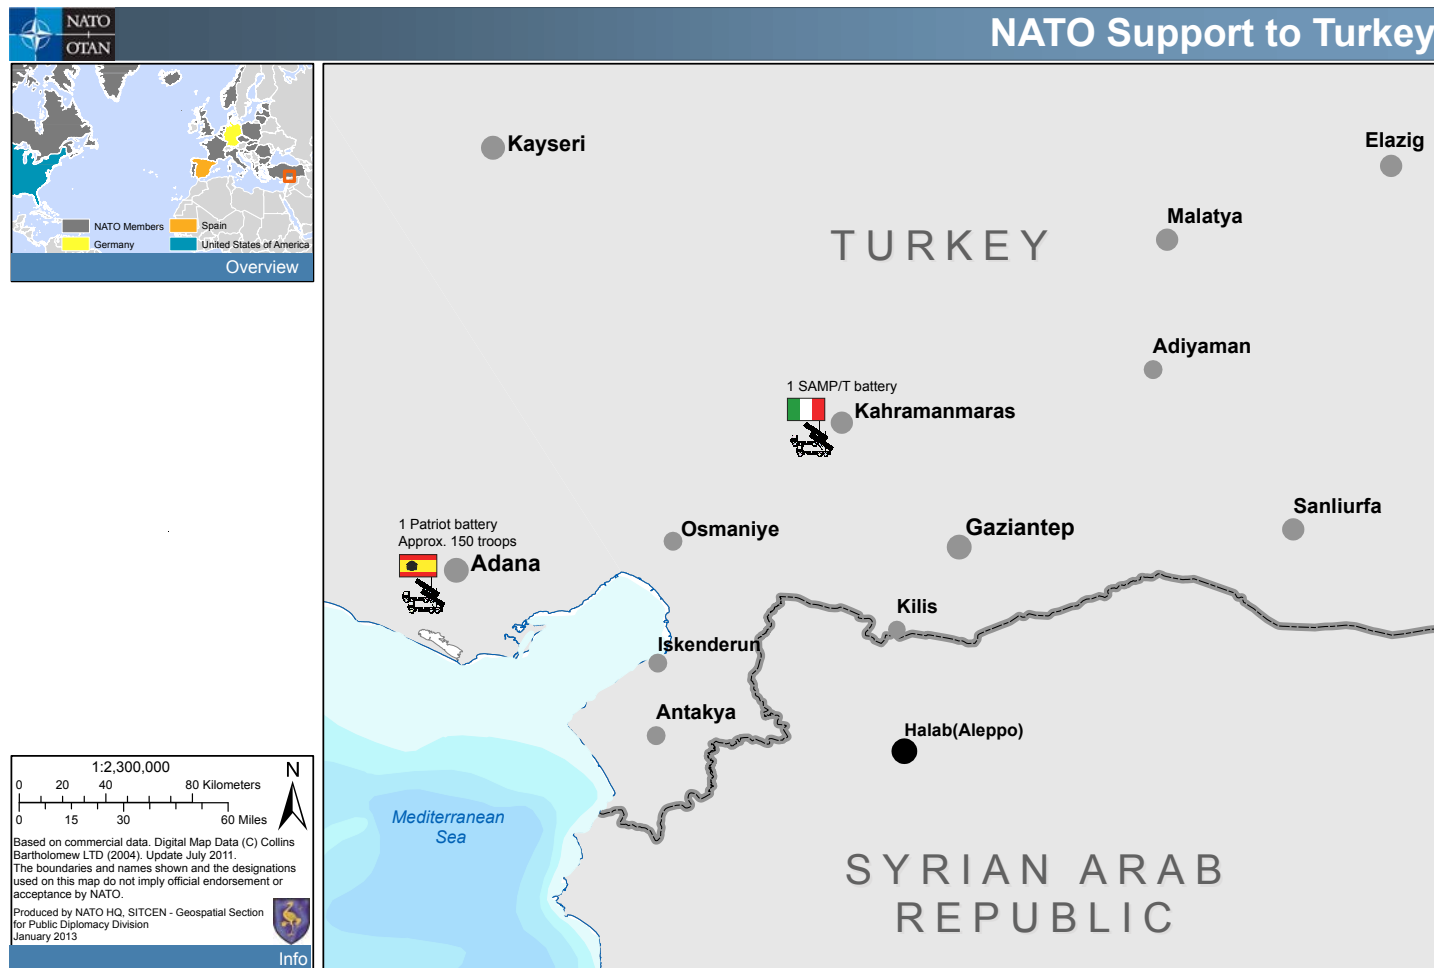 NATO
OTAN
NATO Support to Turkey
NATO Members
Spain
Germany
United States of America
Overview
Kayseri
Elazig
Malatya
TURKEY
Adiyaman
1 SAMP/T battery
Kahramanmaras
Sanliurfa
1 Patriot battery
Approx. 150 troops
Adana
Osmaniye
Gaziantep
Kilis
Iskenderun
Antakya
Halab(Aleppo)
Mediterranean
Sea
SYRIAN ARAB
REPUBLIC
1:2,300,000
N
0 20 40 80 Kilometers
0 15 30 60 Miles
Based on commercial data. Digital Map Data (C) Collins
Bartholomew LTD (2004). Update July 2011.
The boundaries and names shown and the designations
used on this map do not imply official endorsement or
acceptance by NATO.
Produced by NATO HQ, SITCEN - Geospatial Section
for Public Diplomacy Division
January 2013
Info